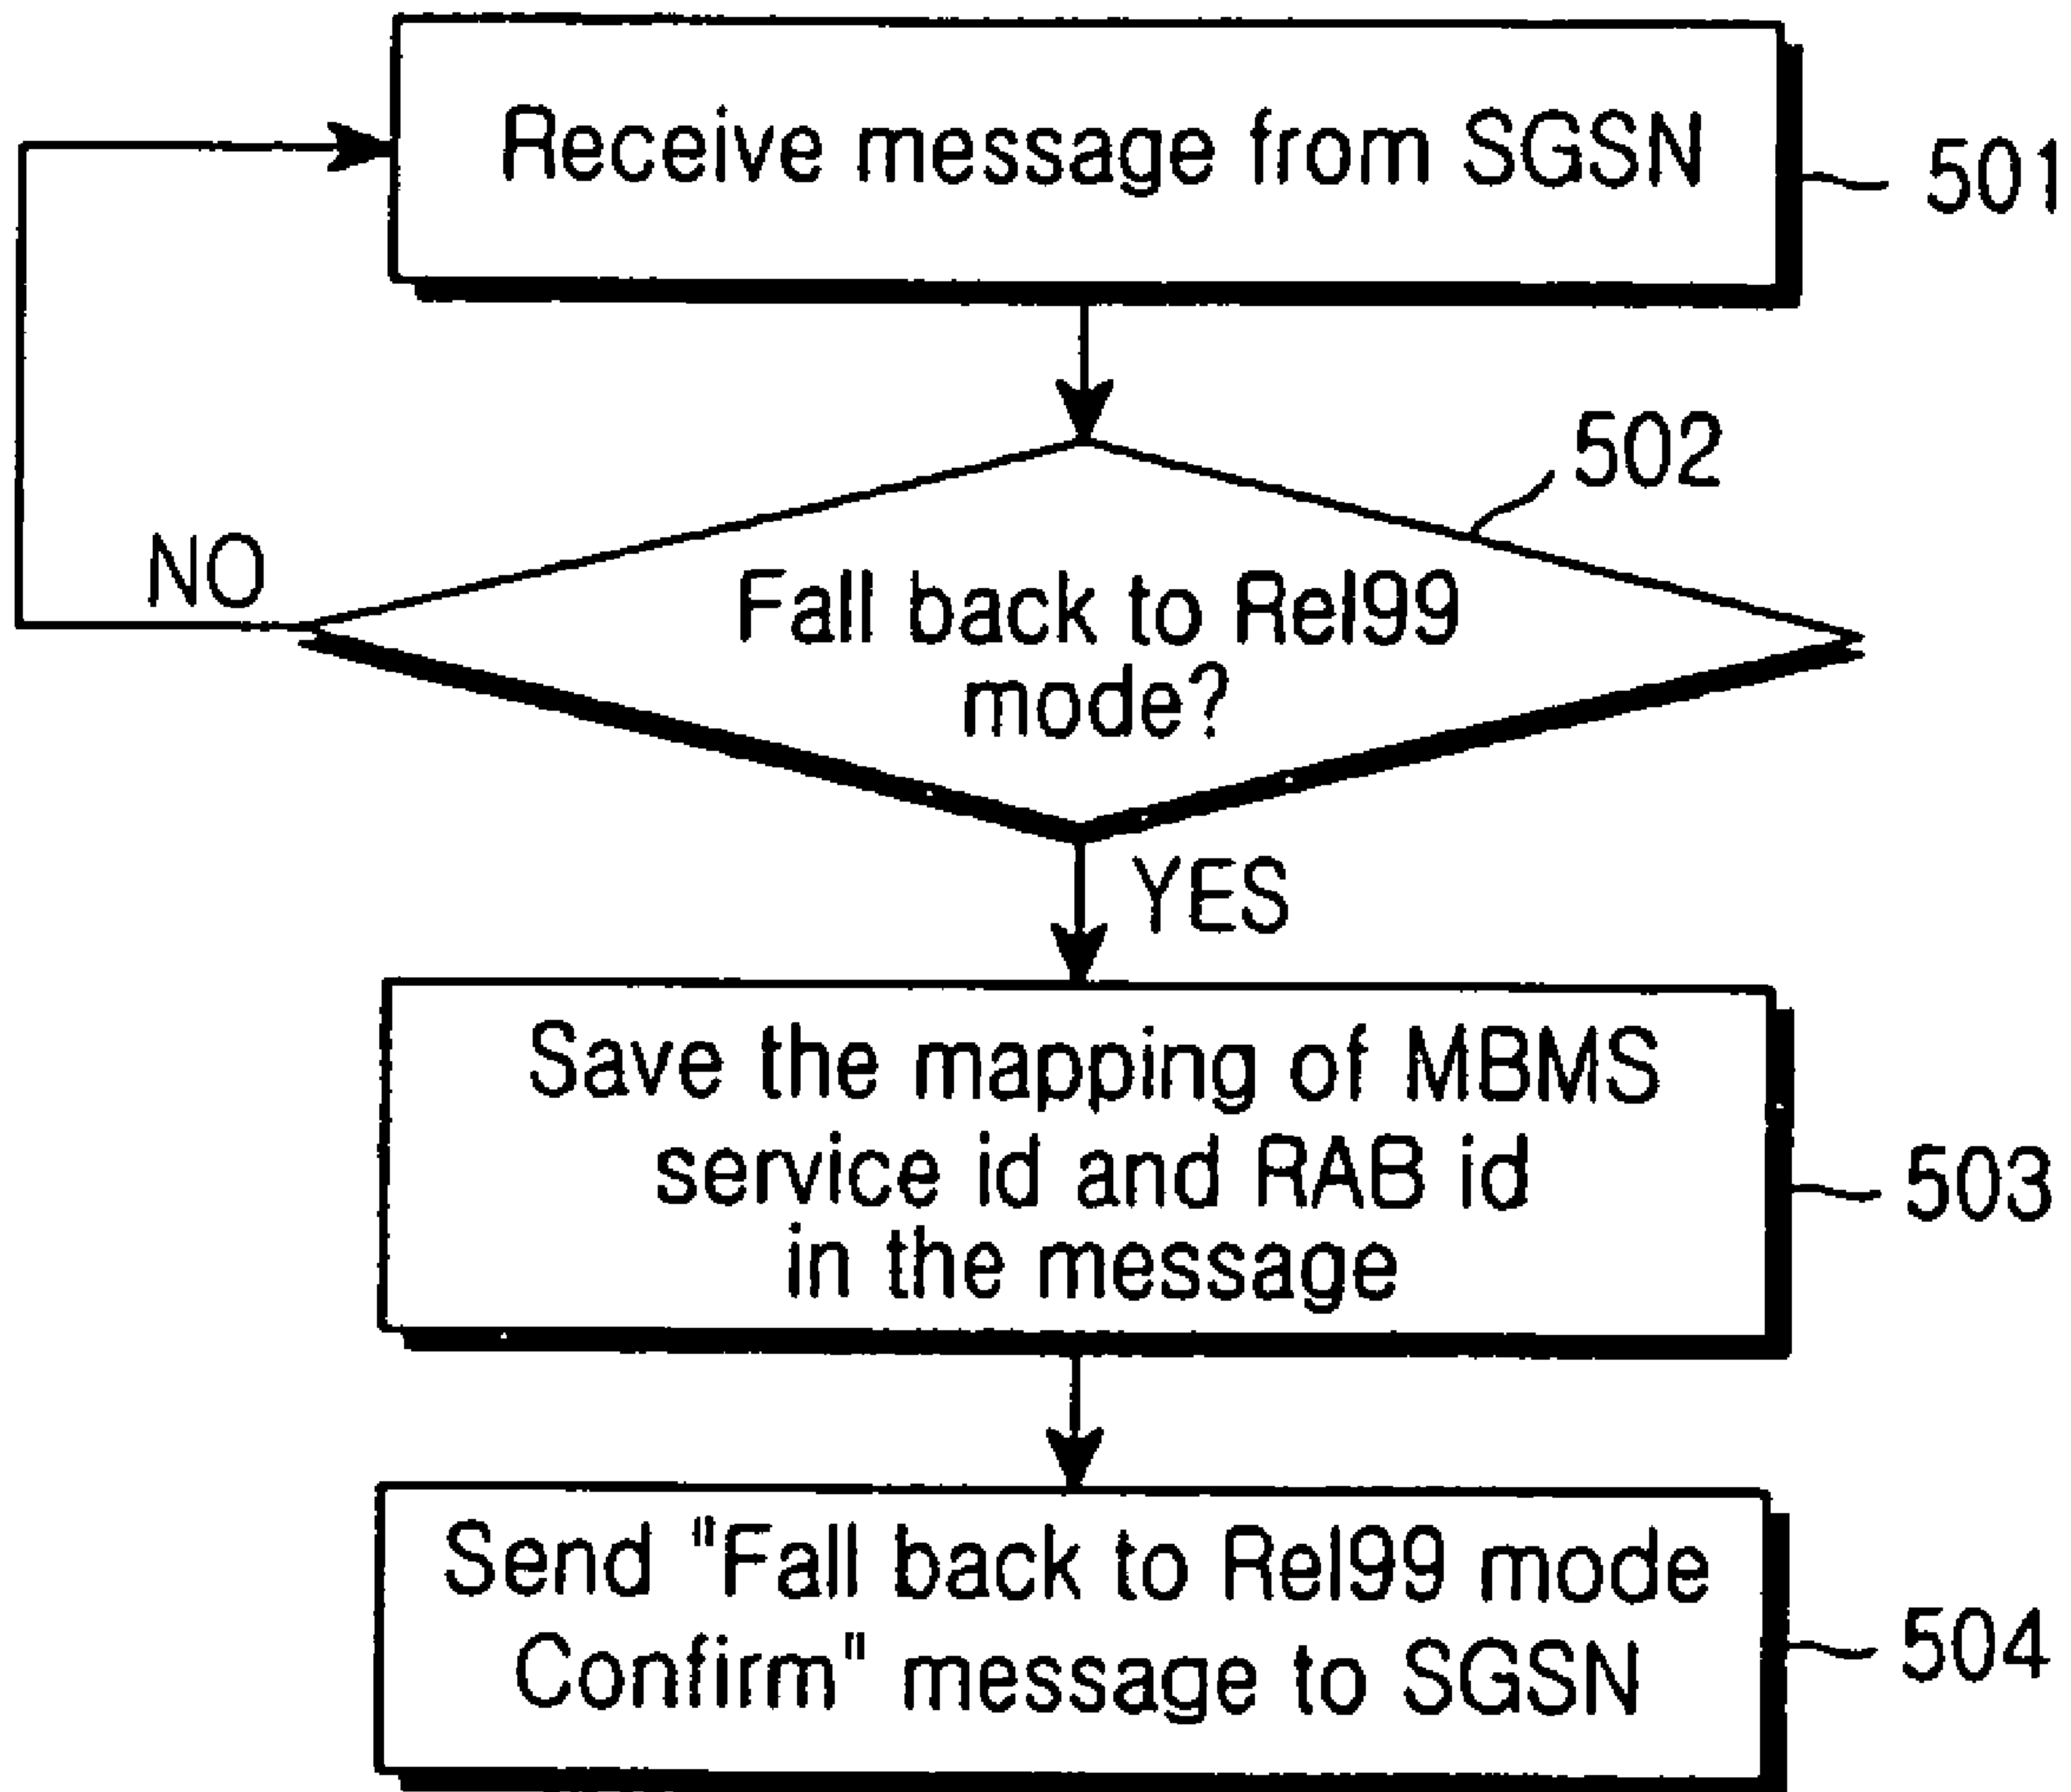 Receive message from SGSN
501
502
NO
Fall back to Rel99
mode?
YES
Save the mapping of MBMS
service id and RAB id
in the message
503
Send "Fall back to Rel99 mode
Confirm" message to SGSN
504